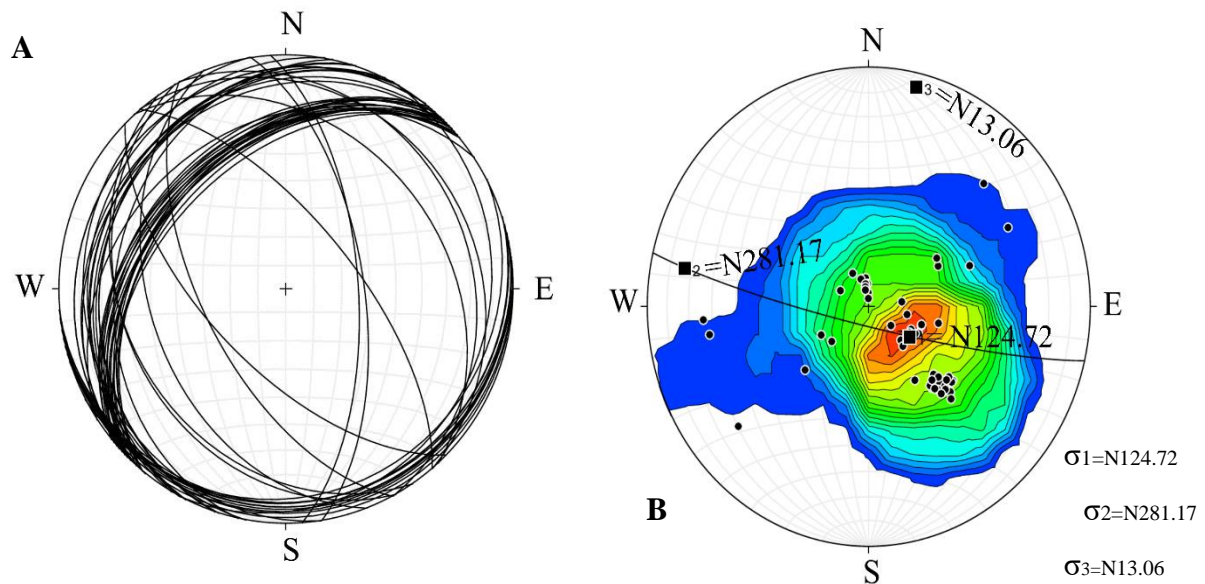 A
N
W
E
S
N
3=N13.06
2=N281.17
W
E
= N124.72
S
B
σ1=N124.72
σ2=N281.17
σ3=N13.06